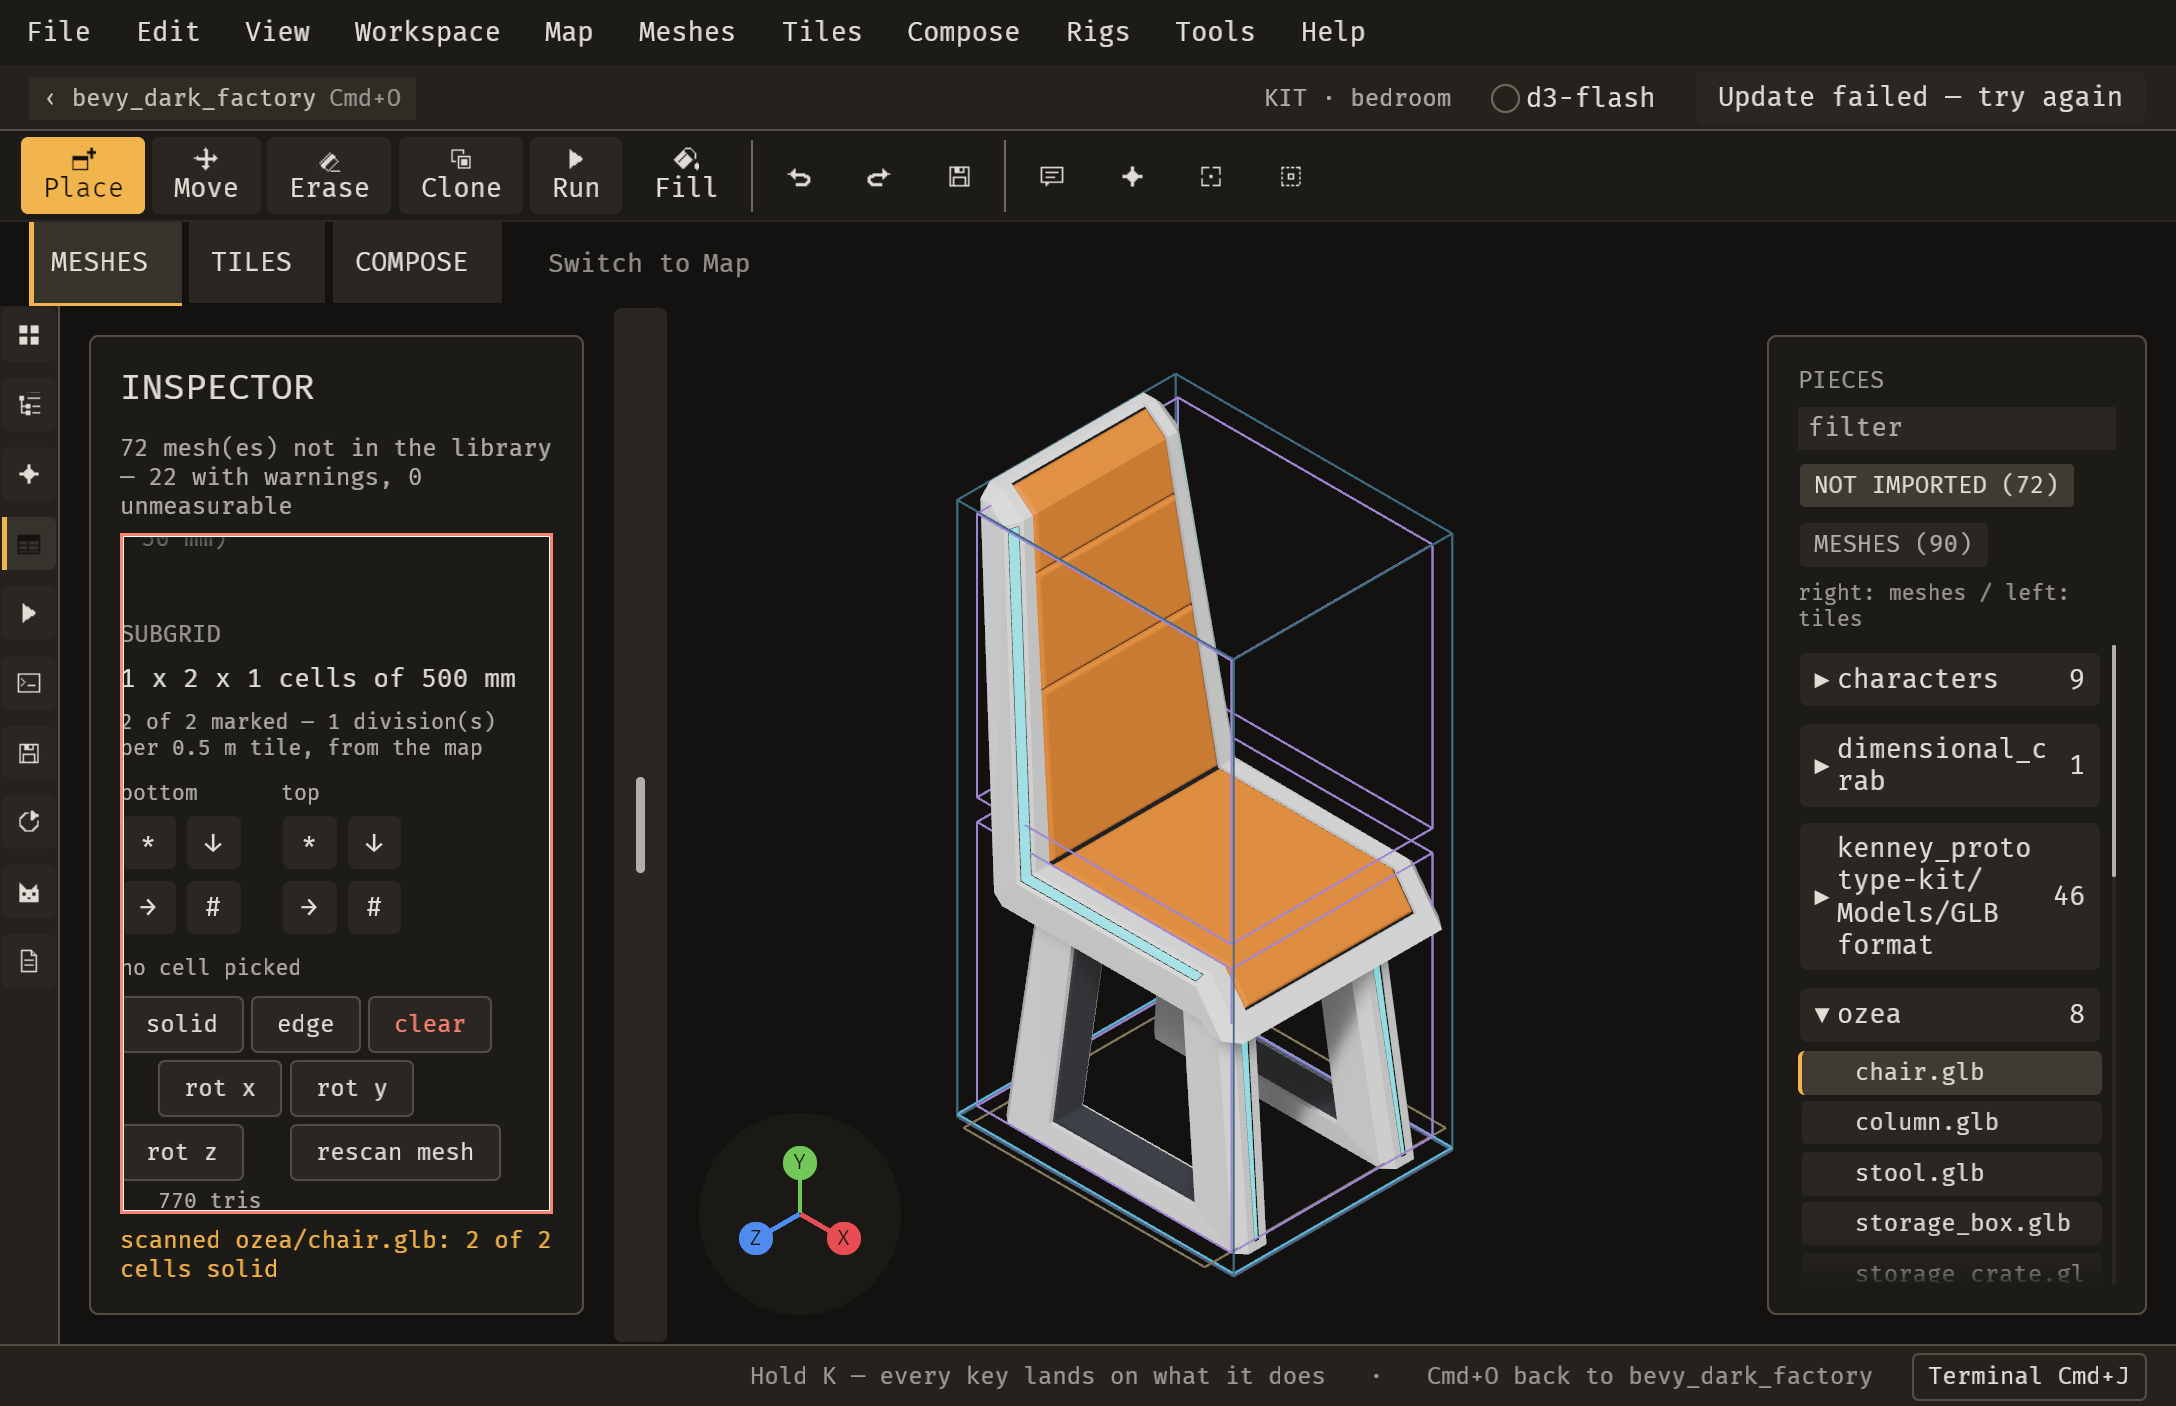 File Edit View Workspace Map Meshes Tiles Compose Rigs Tools Help
‹ bevy_dark_factory Cmd+O
KIT · bedroom
d3-flash
Update failed — try again
Place Move Erase Clone Run Fill
MESHES TILES COMPOSE Switch to Map
INSPECTOR
72 mesh(es) not in the library
— 22 with warnings, 0
unmeasurable
50 mm)
SUBGRID
1 x 2 x 1 cells of 500 mm
2 of 2 marked — 1 division(s)
per 0.5 m tile, from the map
bottom top
* ↓ * ↓
→ # → #
no cell picked
solid edge clear
rot x rot y
rot z rescan mesh
770 tris
scanned ozea/chair.glb: 2 of 2
cells solid
Y
Z X
PIECES
filter
NOT IMPORTED (72)
MESHES (90)
right: meshes / left:
tiles
▶ characters 9
▶ dimensional_c
rab 1
▶ kenney_proto
type-kit/
Models/GLB
format 46
▼ ozea 8
chair.glb
column.glb
stool.glb
storage_box.glb
storage_crate.gl
Hold K — every key lands on what it does · Cmd+O back to bevy_dark_factory
Terminal Cmd+J